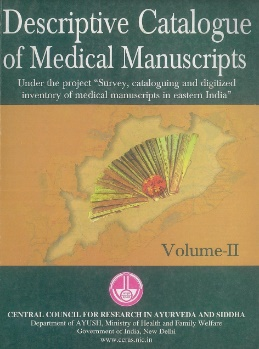 Descriptive Catalogue
of Medical Manuscripts
Under the project "Survey, cataloguing and digitized
inventory of medical manuscripts in eastern India"
Volume-II
CENTRAL COUNCIL FOR RESEARCH IN AYURVEDA AND SIDDHA
Department of AYUSH, Ministry of Health and Family Welfare
Government of India, New Delhi
www.ccras.nic.in